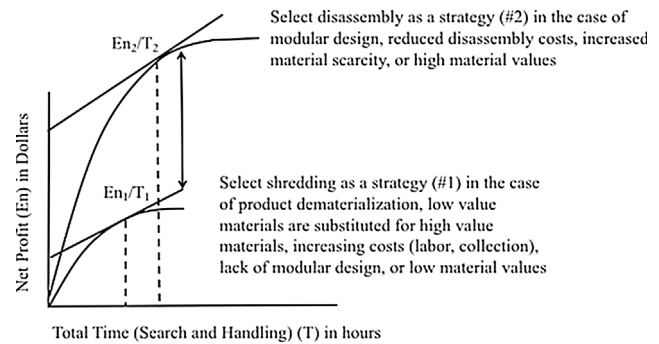 Select disassembly as a strategy (#2) in the case of
modular design, reduced disassembly costs, increased
material scarcity, or high material values
En₂/T₂
En₁/T₁
Select shredding as a strategy (#1) in the case
of product dematerialization, low value
materials are substituted for high value
materials, increasing costs (labor, collection),
lack of modular design, or low material values
Net Profit (En) in Dollars
Total Time (Search and Handling) (T) in hours